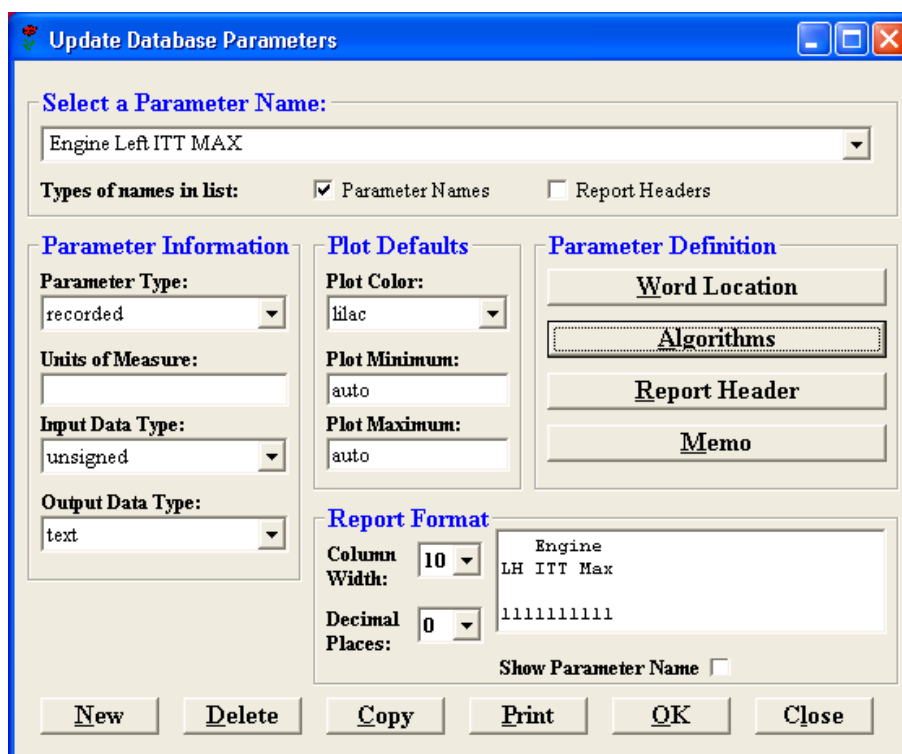 Update Database Parameters
Select a Parameter Name:
Engine Left ITT MAX
Types of names in list: Parameter Names Report Headers
Parameter Information
Parameter Type:
recorded
Units of Measure:
Input Data Type:
unsigned
Output Data Type:
text
Plot Defaults
Plot Color:
lilac
Plot Minimum:
auto
Plot Maximum:
auto
Parameter Definition
Word Location
Algorithms
Report Header
Memo
Report Format
Column
Width:
10
Decimal
Places:
0
Engine
LH ITT Max
llllllllll
Show Parameter Name
New Delete Copy Print OK Close